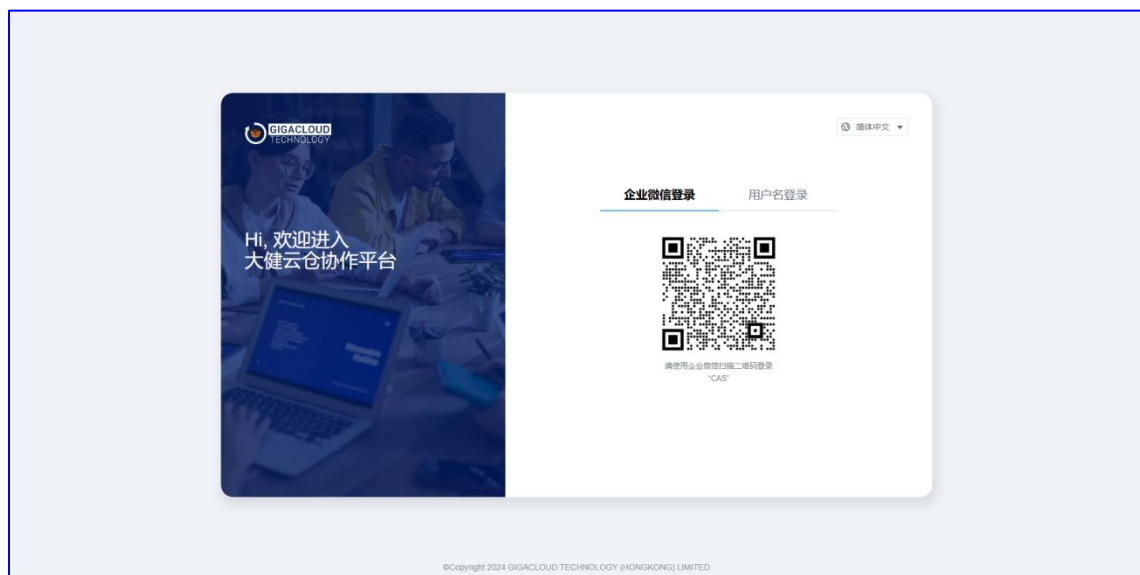 GIGACLOUD
TECHNOLOGY
简体中文
企业微信登录
用户名登录
Hi, 欢迎进入
大健云仓协作平台
请使用企业微信扫描二维码登录
“CAS”
©Copyright 2024 GIGACLOUD TECHNOLOGY (HONGKONG) LIMITED